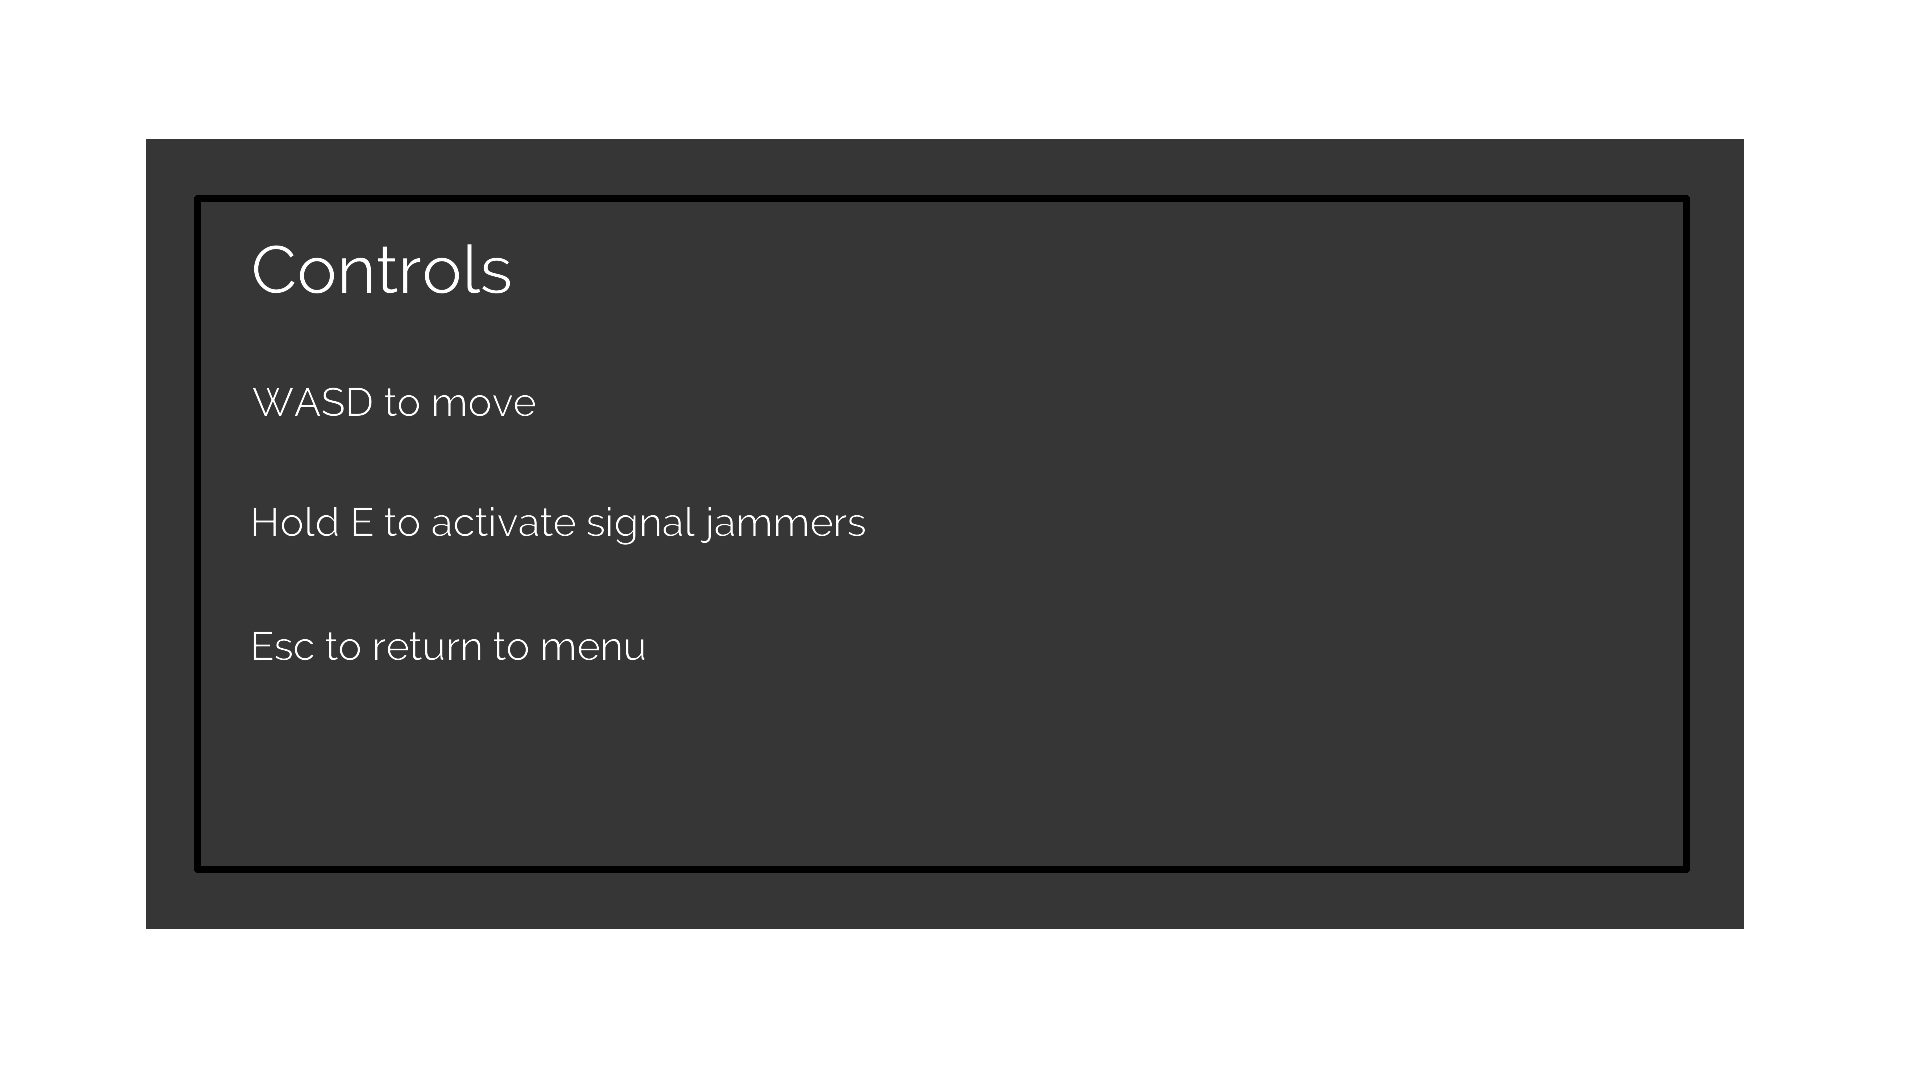 Controls
WASD to move
Hold E to activate signal jammers
Esc to return to menu